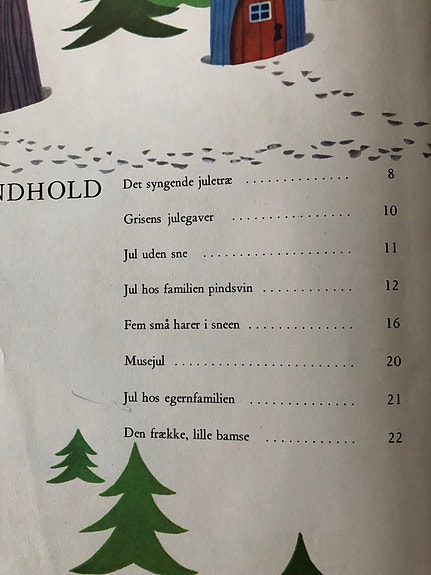 NDHOLD
Det syngende juletræ .............. 8
Grisens julegaver ................ 10
Jul uden sne .................... 11
Jul hos familien pindsvin ............. 12
Fem små harer i sneen .............. 16
Musejul ........................ 20
Jul hos egernfamilien .............. 21
Den frække, lille bamse ............ 22